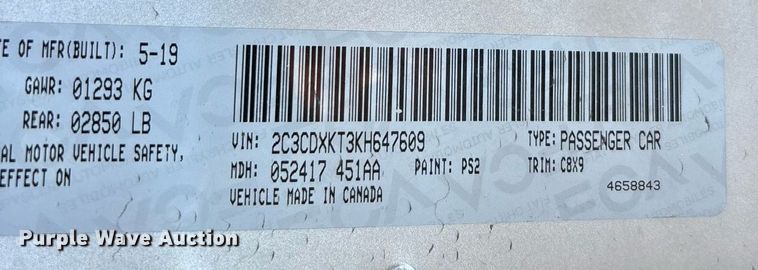 TE OF MFR(BUILT): 5-19
GAWR: 01293 KG
REAR: 02850 LB
AL MOTOR VEHICLE SAFETY,
EFFECT ON
VIN: 2C3CDXKT3KH647609 TYPE: PASSENGER CAR
MDH: 052417 451AA PAINT: PS2 TRIM: C8X9
VEHICLE MADE IN CANADA 4658843
Purple Wave Auction